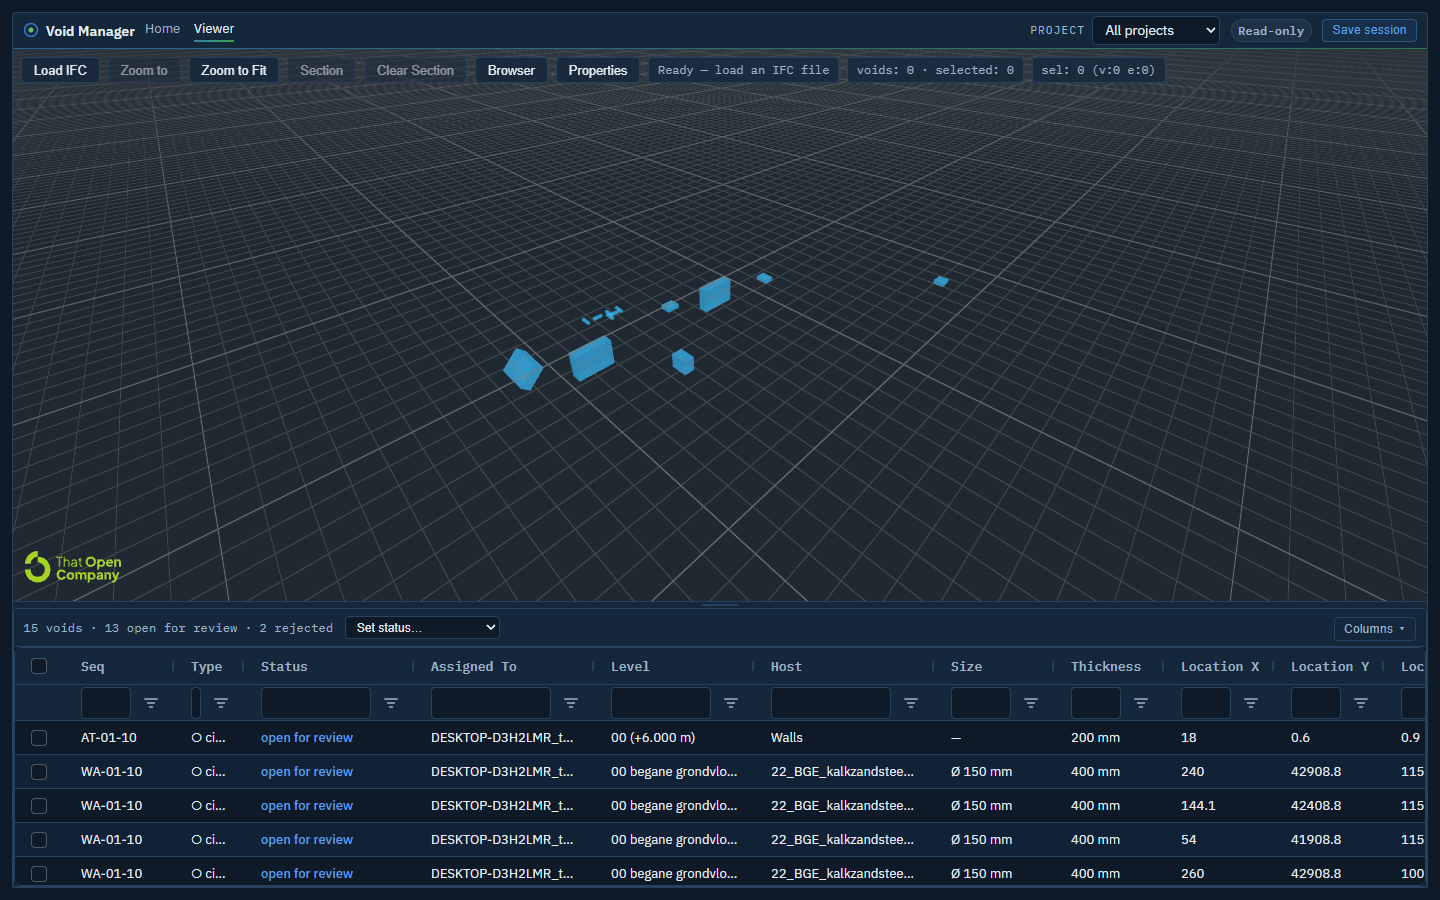 Void Manager Home Viewer PROJECT All projects Read-only Save session
Load IFC Zoom to Zoom to Fit Section Clear Section Browser Properties Ready — load an IFC file voids: 0 · selected: 0 sel: 0 (v:0 e:0)
That Open
Company
15 voids · 13 open for review · 2 rejected Set status... Columns
Seq Type Status Assigned To Level Host Size Thickness Location X Location Y Loc
AT-01-10 ci... open for review DESKTOP-D3H2LMR_t... 00 (+6.000 m) Walls — 200 mm 18 0.6 0.9
WA-01-10 ci... open for review DESKTOP-D3H2LMR_t... 00 begane grondvlo... 22_BGE_kalkzandstee... Ø 150 mm 400 mm 240 42908.8 115
WA-01-10 ci... open for review DESKTOP-D3H2LMR_t... 00 begane grondvlo... 22_BGE_kalkzandstee... Ø 150 mm 400 mm 144.1 42408.8 115
WA-01-10 ci... open for review DESKTOP-D3H2LMR_t... 00 begane grondvlo... 22_BGE_kalkzandstee... Ø 150 mm 400 mm 54 41908.8 115
WA-01-10 ci... open for review DESKTOP-D3H2LMR_t... 00 begane grondvlo... 22_BGE_kalkzandstee... Ø 150 mm 400 mm 260 42908.8 100